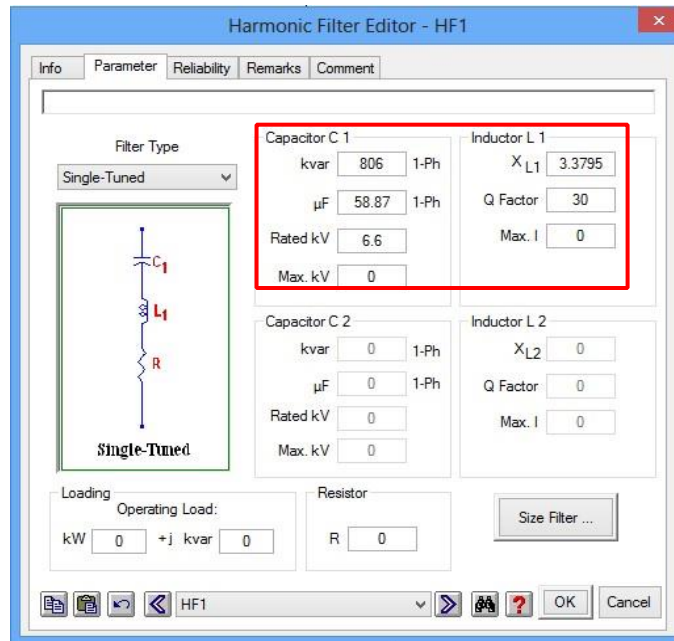 Harmonic Filter Editor - HF1
Info Parameter Reliability Remarks Comment
Filter Type
Single-Tuned
C1
L1
R
Single-Tuned
Capacitor C 1
kvar 806 1-Ph
µF 58.87 1-Ph
Rated kV 6.6
Max. kV 0
Inductor L 1
XL1 3.3795
Q Factor 30
Max. I 0
Capacitor C 2
kvar 0 1-Ph
µF 0 1-Ph
Rated kV 0
Max. kV 0
Inductor L 2
XL2 0
Q Factor 0
Max. I 0
Loading
Operating Load:
kW 0 +j kvar 0
Resistor
R 0
Size Filter ...
HF1
?
OK Cancel